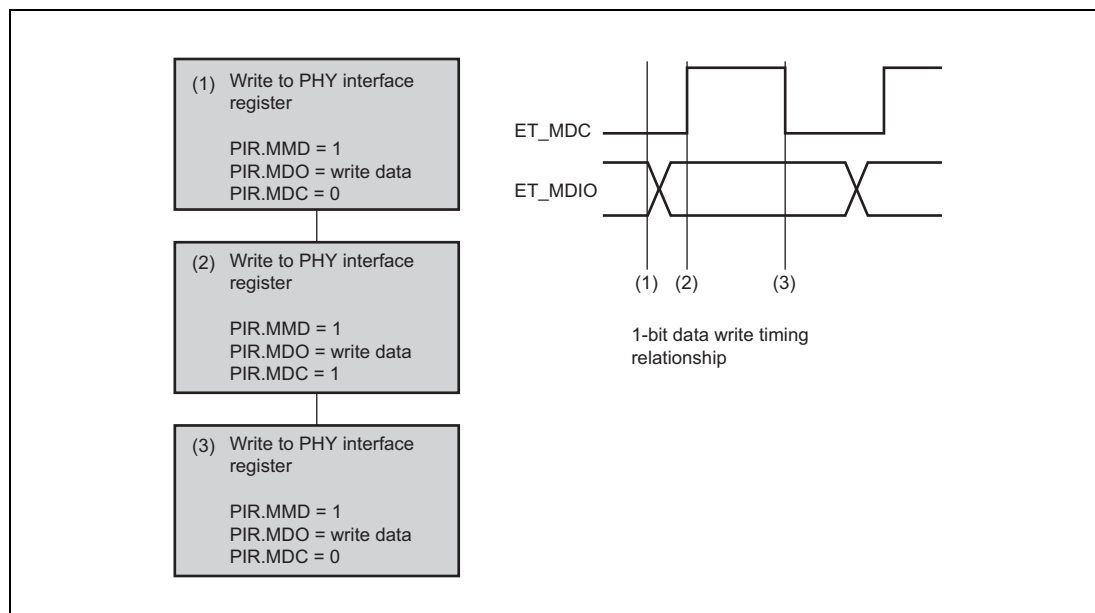 (1) Write to PHY interface
register
PIR.MMD = 1
PIR.MDO = write data
PIR.MDC = 0
(2) Write to PHY interface
register
PIR.MMD = 1
PIR.MDO = write data
PIR.MDC = 1
(3) Write to PHY interface
register
PIR.MMD = 1
PIR.MDO = write data
PIR.MDC = 0
ET_MDC
ET_MDIO
(1) (2) (3)
1-bit data write timing
relationship